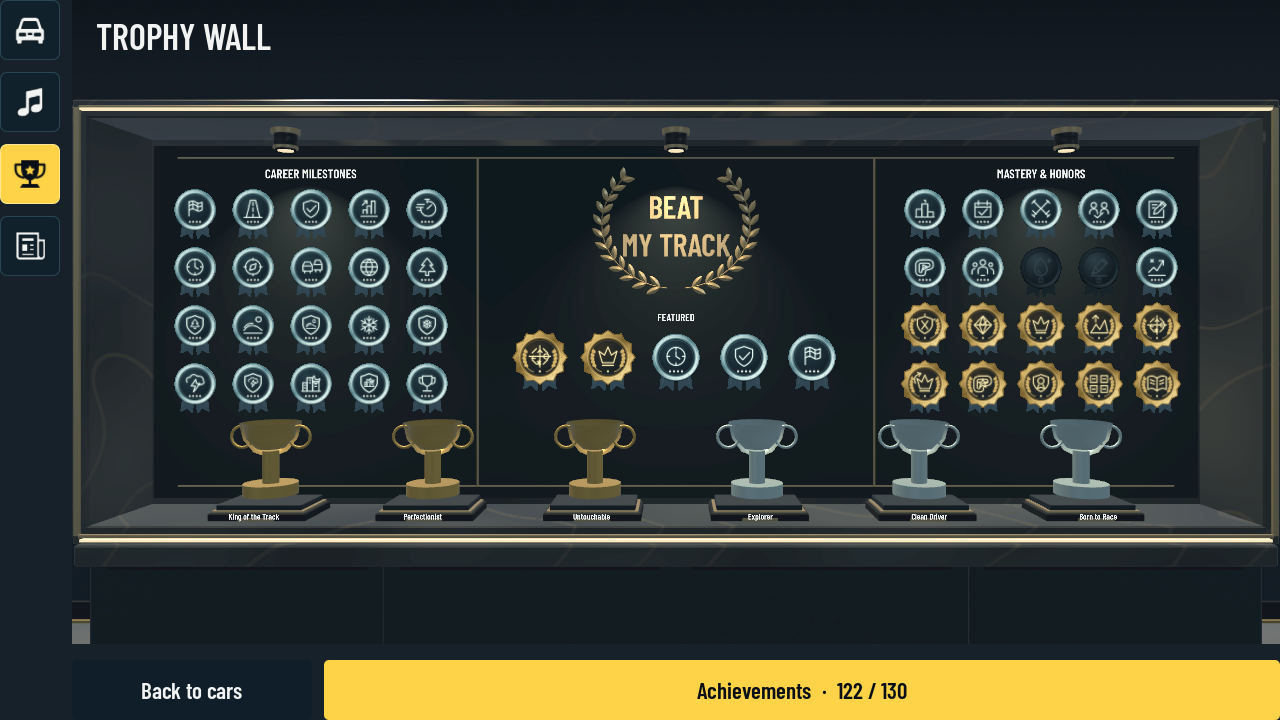 TROPHY WALL
CAREER MILESTONES
BEAT
MY TRACK
FEATURED
MASTERY & HONORS
King of the Track
Perfectionist
Untouchable
Explorer
Clean Driver
Born to Race
Back to cars
Achievements · 122 / 130